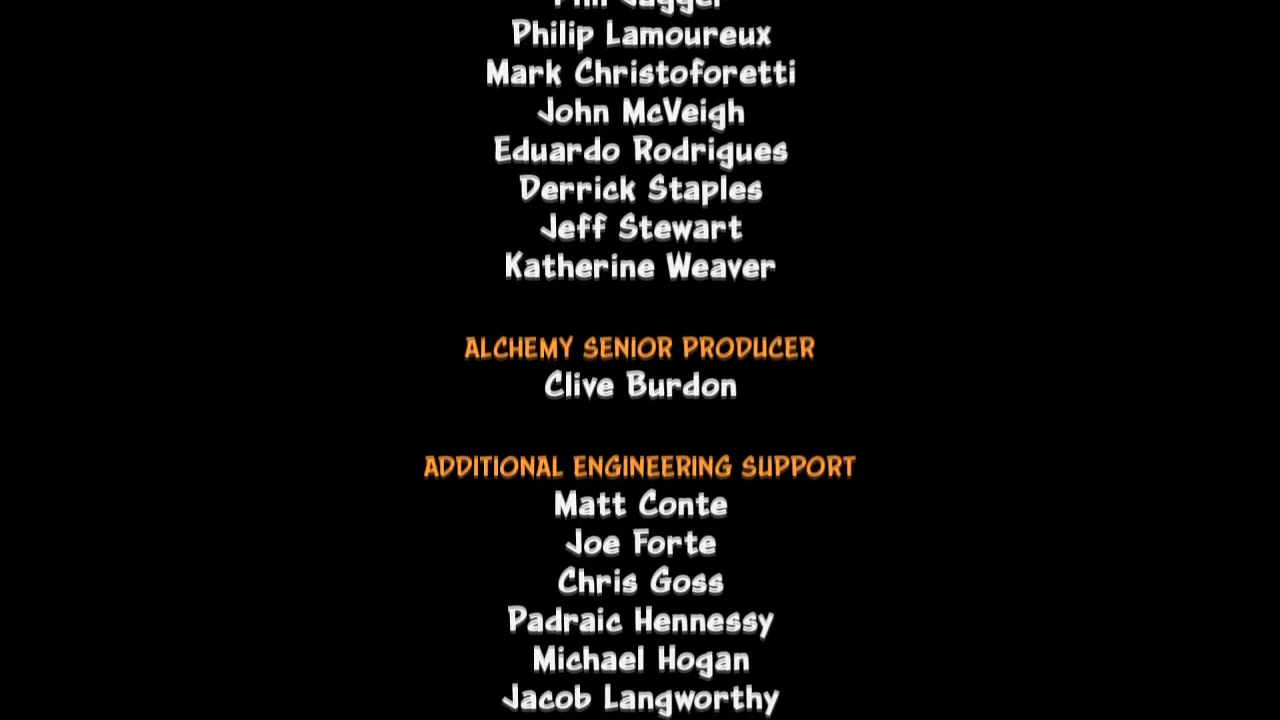 Philip Lamoureux
Mark Christoforetti
John McVeigh
Eduardo Rodrigues
Derrick Staples
Jeff Stewart
Katherine Weaver
ALCHEMY SENIOR PRODUCER
Clive Burdon
ADDITIONAL ENGINEERING SUPPORT
Matt Conte
Joe Forte
Chris Goss
Padraic Hennessy
Michael Hogan
Jacob Langworthy